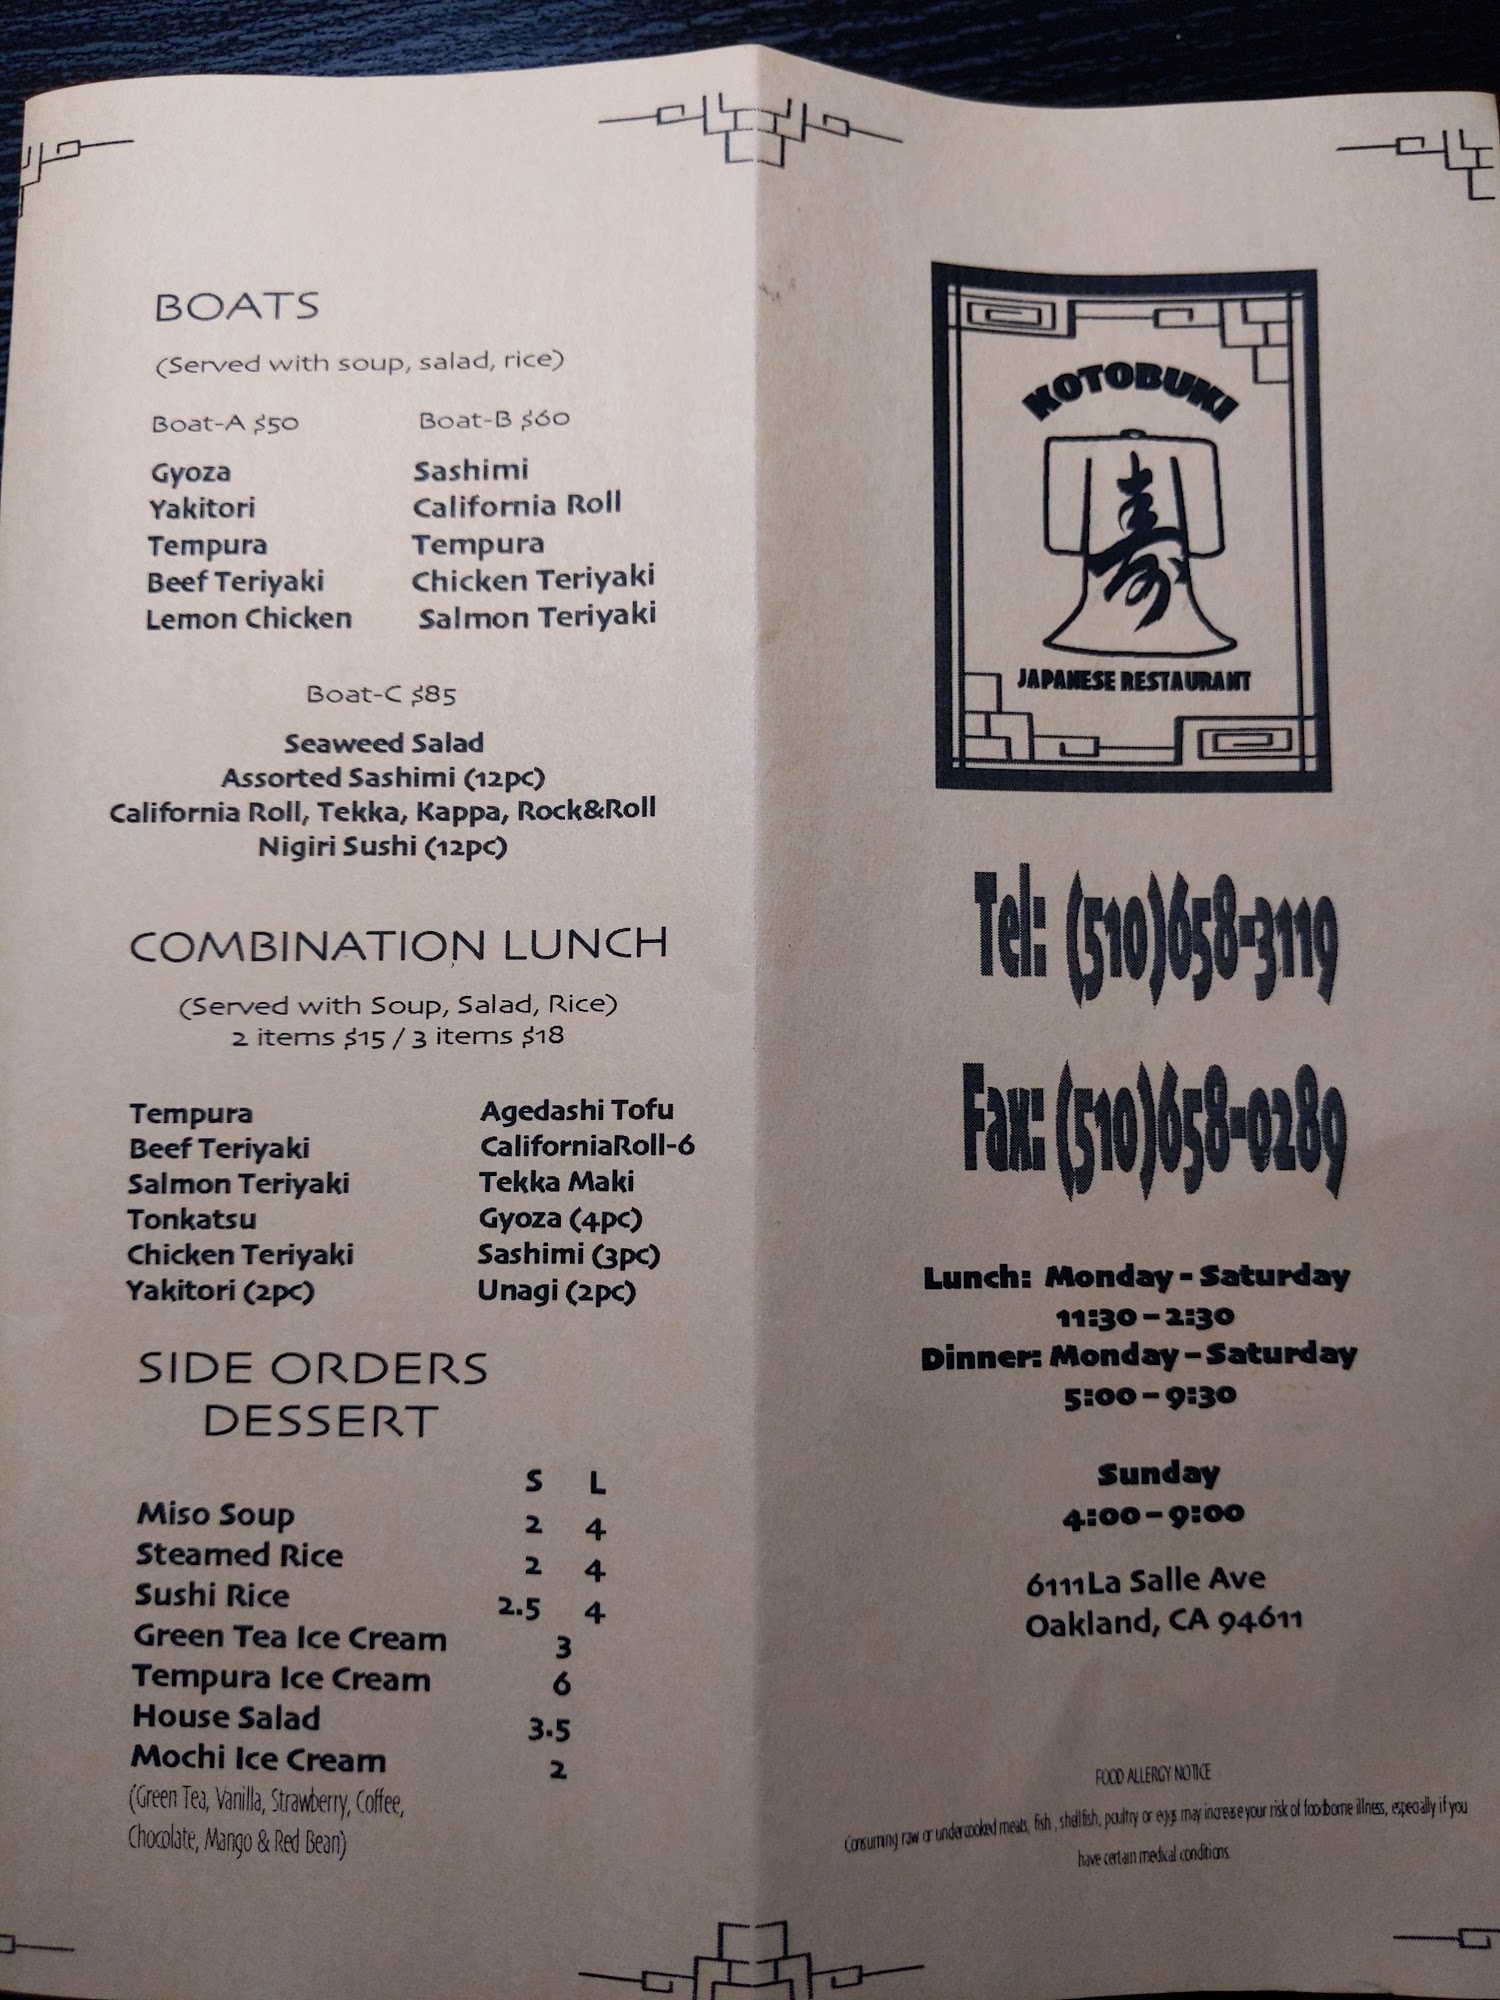 BOATS
(Served with soup, salad, rice)
Boat-A $50 Boat-B $60
Gyoza Sashimi
Yakitori California Roll
Tempura Tempura
Beef Teriyaki Chicken Teriyaki
Lemon Chicken Salmon Teriyaki
Boat-C $85
Seaweed Salad
Assorted Sashimi (12pc)
California Roll, Tekka, Kappa, Rock&Roll
Nigiri Sushi (12pc)
COMBINATION LUNCH
(Served with Soup, Salad, Rice)
2 items $15 / 3 items $18
Tempura Agedashi Tofu
Beef Teriyaki CaliforniaRoll-6
Salmon Teriyaki Tekka Maki
Tonkatsu Gyoza (4pc)
Chicken Teriyaki Sashimi (3pc)
Yakitori (2pc) Unagi (2pc)
SIDE ORDERS
DESSERT
S L
Miso Soup 2 4
Steamed Rice 2 4
Sushi Rice 2.5 4
Green Tea Ice Cream 3
Tempura Ice Cream 6
House Salad 3.5
Mochi Ice Cream 2
(Green Tea, Vanilla, Strawberry, Coffee,
Chocolate, Mango & Red Bean)
KOTOBUKI
寿
JAPANESE RESTAURANT
Tel: (510)658-3119
Fax: (510)658-0289
Lunch: Monday - Saturday
11:30 – 2:30
Dinner: Monday – Saturday
5:00 – 9:30
Sunday
4:00 – 9:00
6111La Salle Ave
Oakland, CA 94611
FOOD ALLERGY NOTICE
Consuming raw or undercooked meats, fish , shellfish, poultry or eggs may increase your risk of foodborne illness, especially if you
have certain medical conditions.